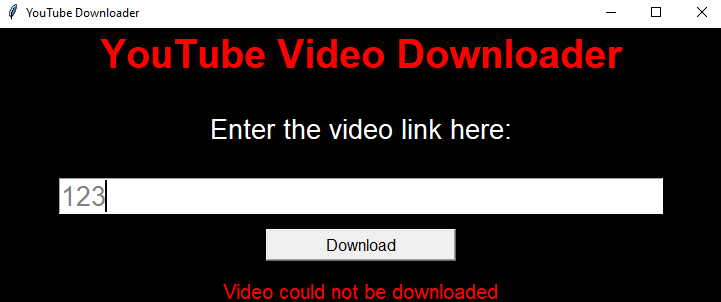 YouTube Downloader
YouTube Video Downloader
Enter the video link here:
123
Download
Video could not be downloaded